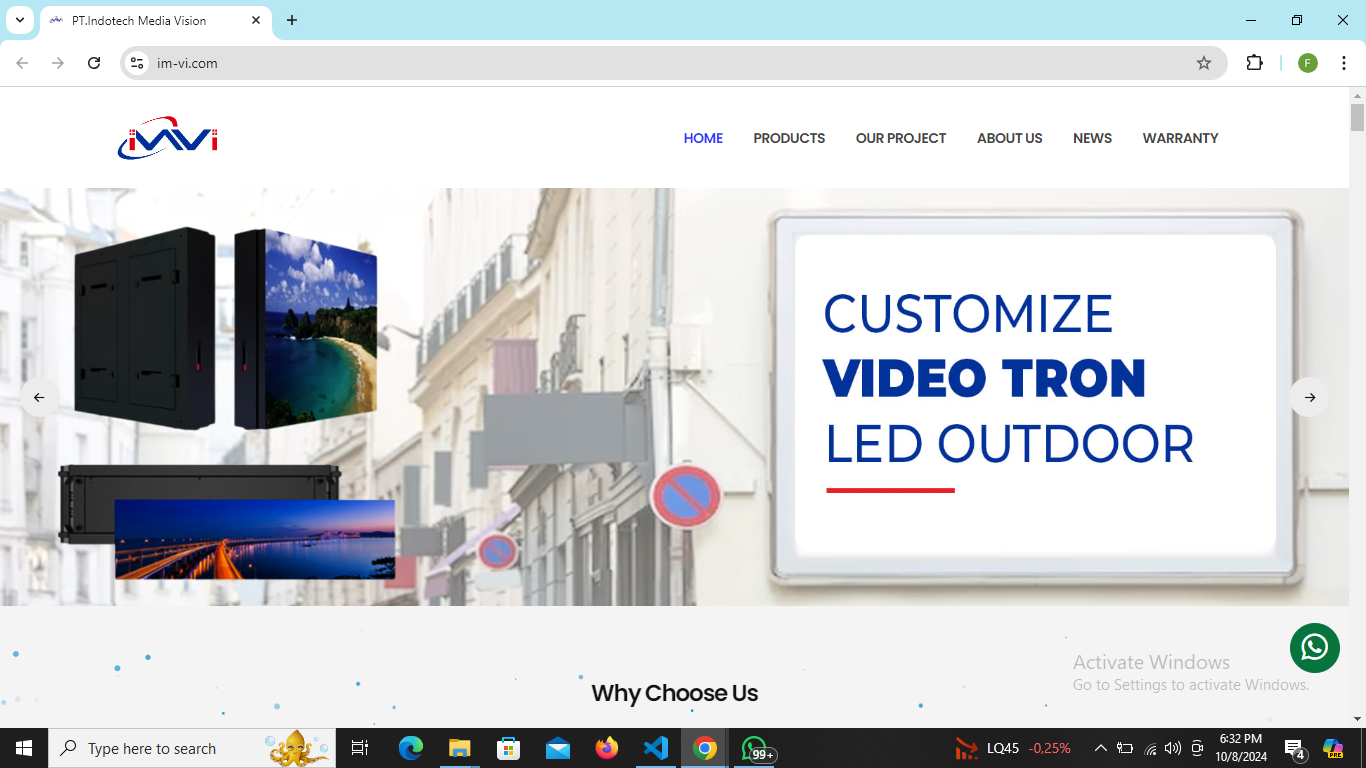 PT.Indotech Media Vision
im-vi.com
F
iMVi
HOME
PRODUCTS
OUR PROJECT
ABOUT US
NEWS
WARRANTY
CUSTOMIZE
VIDEO TRON
LED OUTDOOR
Why Choose Us
Activate Windows
Go to Settings to activate Windows.
Type here to search
99+
LQ45 -0,25%
6:32 PM
10/8/2024
4
PRE